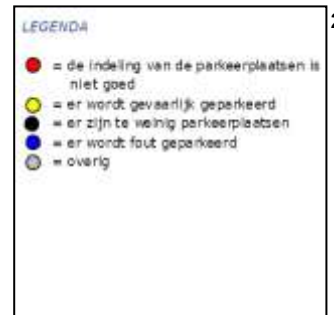 LEGENDA
= de indeling van de parkeerplaatsen is
niet goed
= er wordt gevaarlijk geparkeerd
= er zijn te weinig parkeerplaatsen
= er wordt fout geparkeerd
= overig